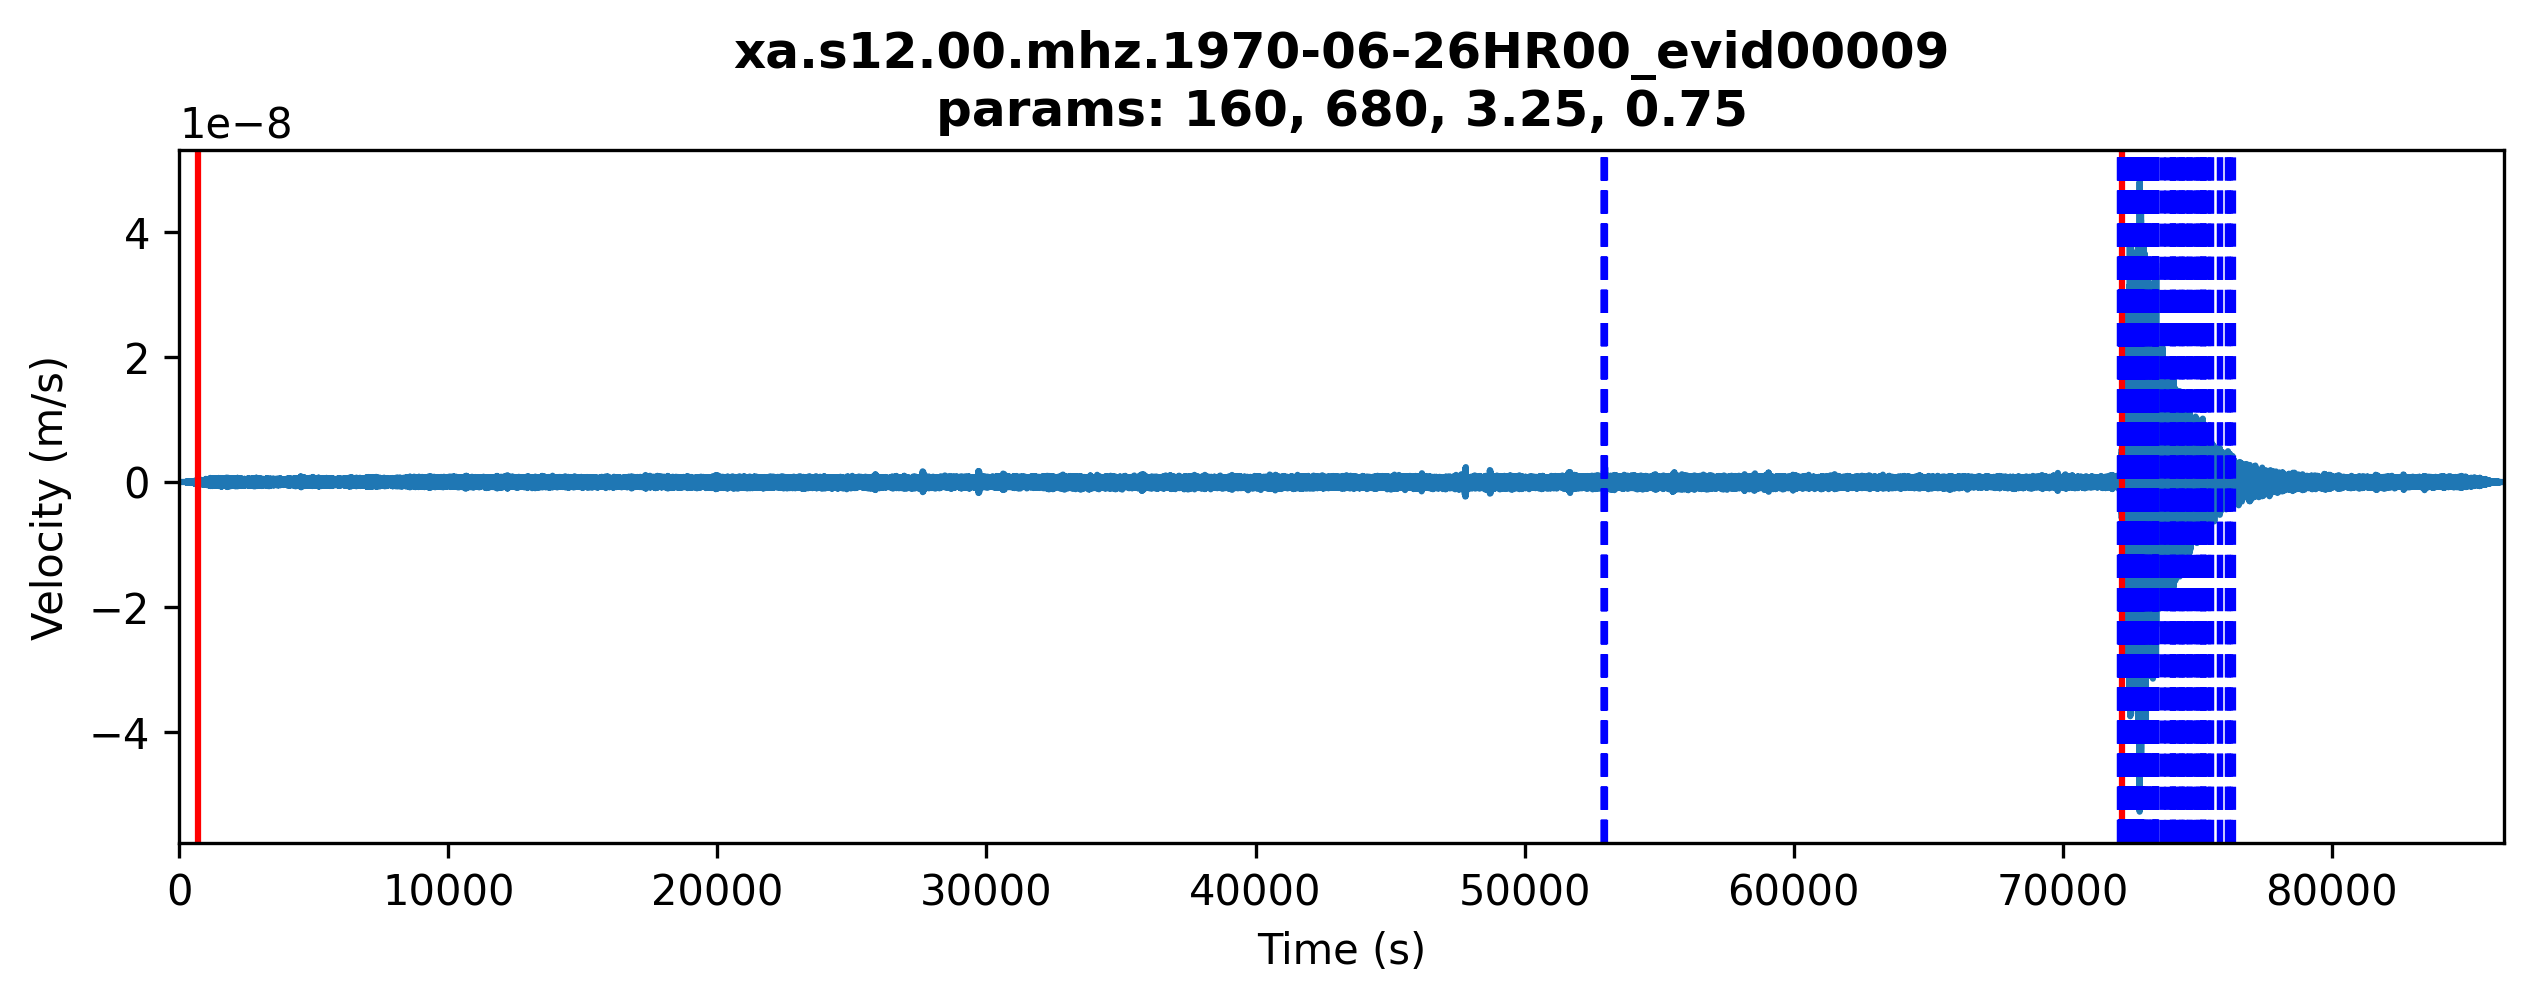 xa.s12.00.mhz.1970-06-26HR00_evid00009
params: 160, 680, 3.25, 0.75
1e−8
4
2
0
−2
−4
Velocity (m/s)
0 10000 20000 30000 40000 50000 60000 70000 80000
Time (s)